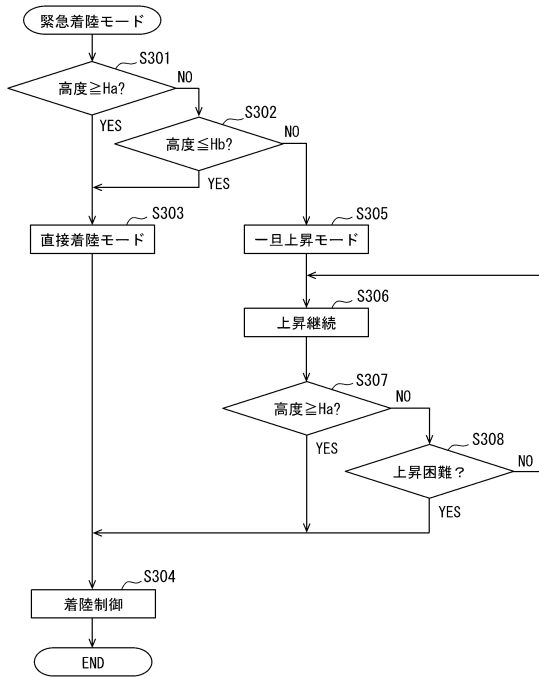 緊急着陸モード
S301
高度≧Ha?
NO
YES
S302
高度≦Hb?
NO
YES
S303
直接着陸モード
S305
一旦上昇モード
S306
上昇継続
S307
高度≧Ha?
NO
YES
S308
上昇困難?
NO
YES
S304
着陸制御
END